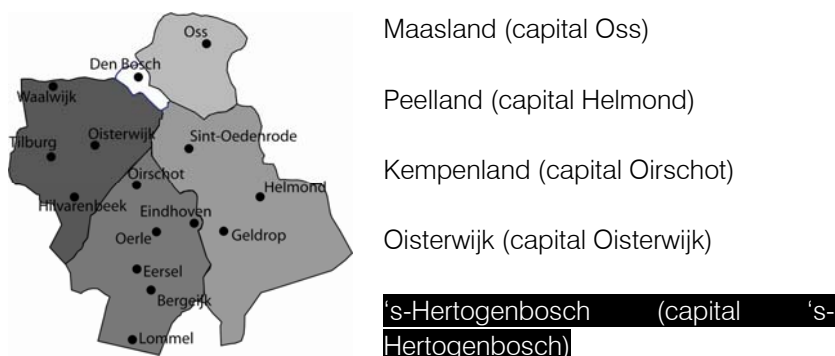 Oss
Den Bosch
Waalwijk
Tilburg
Oisterwijk
Sint-Oedenrode
Oirschot
Helmond
Hilvarenbeek
Eindhoven
Oerle
Geldrop
Eersel
Bergeijk
Lommel
Maasland (capital Oss)
Peelland (capital Helmond)
Kempenland (capital Oirschot)
Oisterwijk (capital Oisterwijk)
‘s-Hertogenbosch (capital ‘s-
Hertogenbosch)